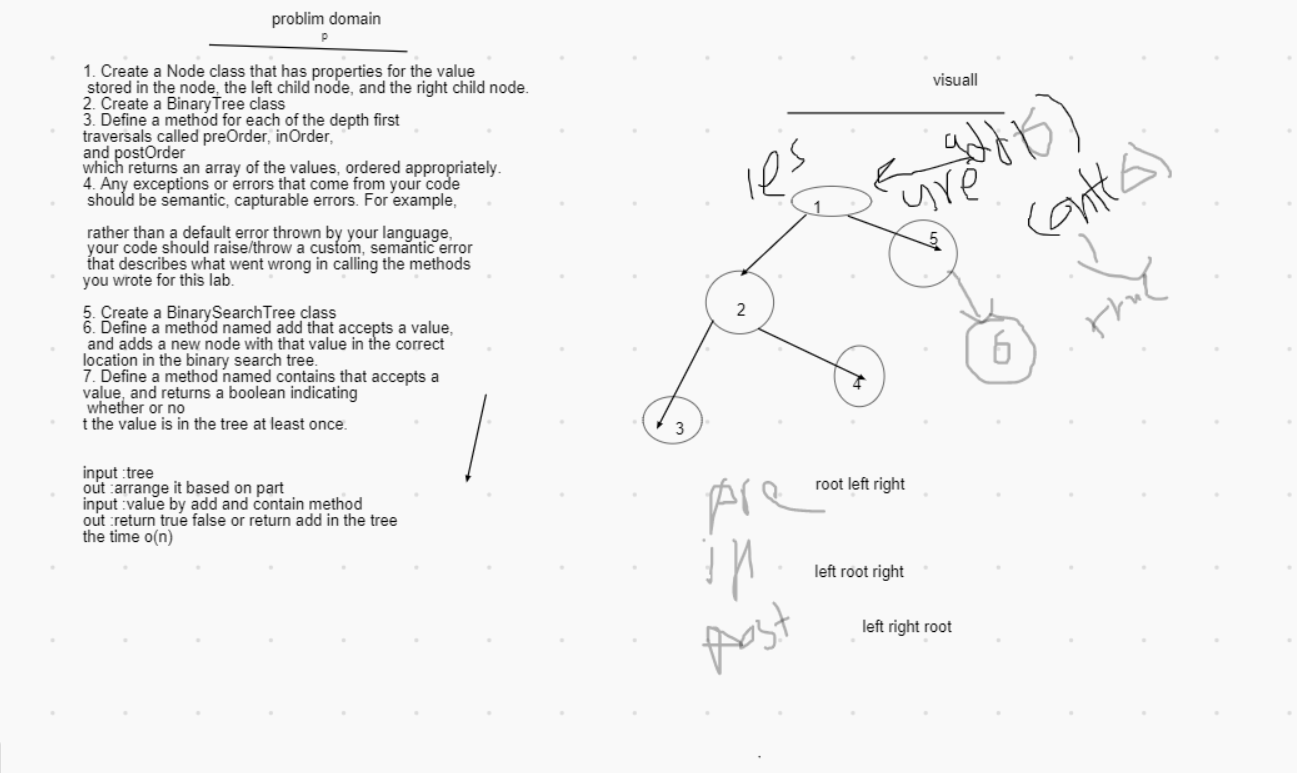 problim domain
p
1. Create a Node class that has properties for the value
stored in the node, the left child node, and the right child node.
2. Create a BinaryTree class
3. Define a method for each of the depth first
traversals called preOrder, inOrder,
and postOrder
which returns an array of the values, ordered appropriately.
4. Any exceptions or errors that come from your code
should be semantic, capturable errors. For example,
rather than a default error thrown by your language,
your code should raise/throw a custom, semantic error
that describes what went wrong in calling the methods
you wrote for this lab.
5. Create a BinarySearchTree class
6. Define a method named add that accepts a value,
and adds a new node with that value in the correct
location in the binary search tree.
7. Define a method named contains that accepts a
value, and returns a boolean indicating
whether or no
t the value is in the tree at least once.
input :tree
out :arrange it based on part
input :value by add and contain method
out :return true false or return add in the tree
the time o(n)
visuall
1
5
2
6
4
3
pre root left right
in left root right
post left right root